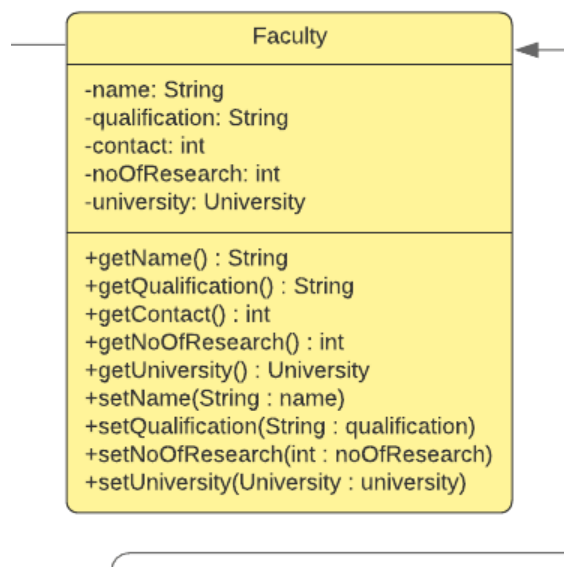 Faculty
-name: String
-qualification: String
-contact: int
-noOfResearch: int
-university: University
+getName() : String
+getQualification() : String
+getContact() : int
+getNoOfResearch() : int
+getUniversity() : University
+setName(String : name)
+setQualification(String : qualification)
+setNoOfResearch(int : noOfResearch)
+setUniversity(University : university)